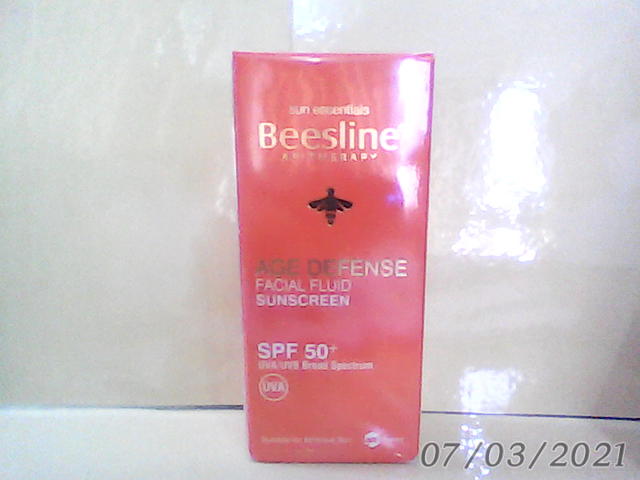 sun essentials
Beesline
APITHERAPY
AGE DEFENSE
FACIAL FLUID
SUNSCREEN
SPF 50+
UVA/UVB Broad Spectrum
UVA
07/03/2021